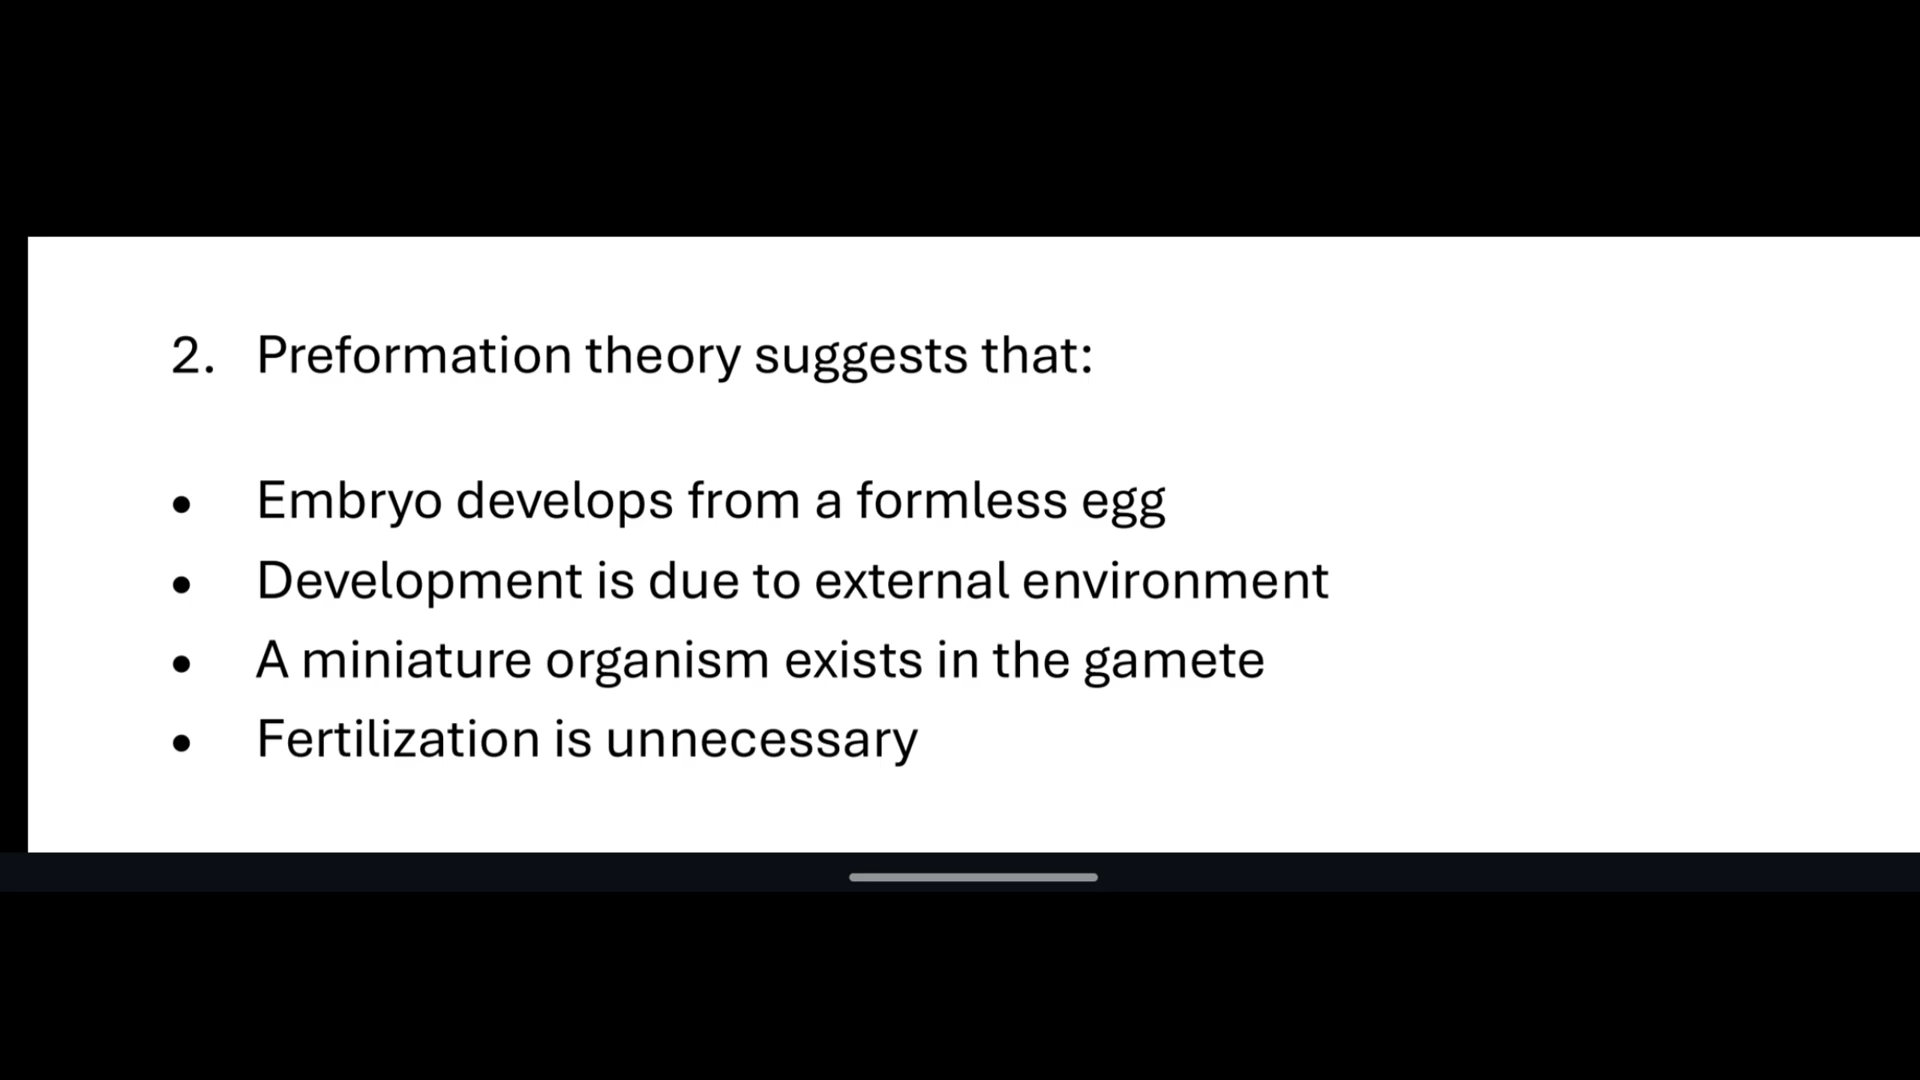 2. Preformation theory suggests that:
• Embryo develops from a formless egg
• Development is due to external environment
• A miniature organism exists in the gamete
• Fertilization is unnecessary